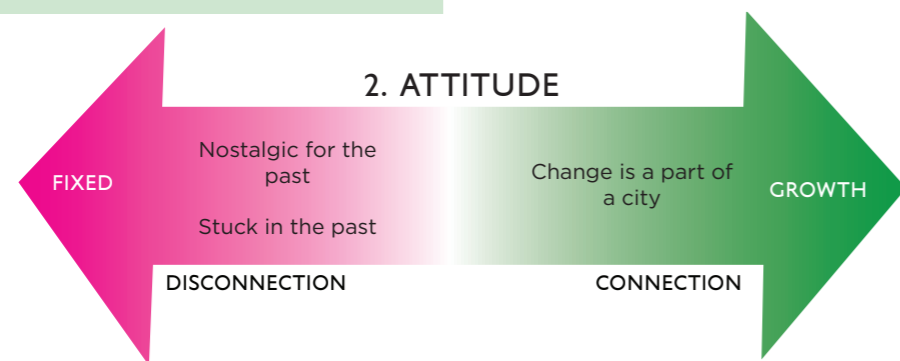 2. ATTITUDE
FIXED
Nostalgic for the
past
Stuck in the past
Change is a part of
a city
GROWTH
DISCONNECTION
CONNECTION